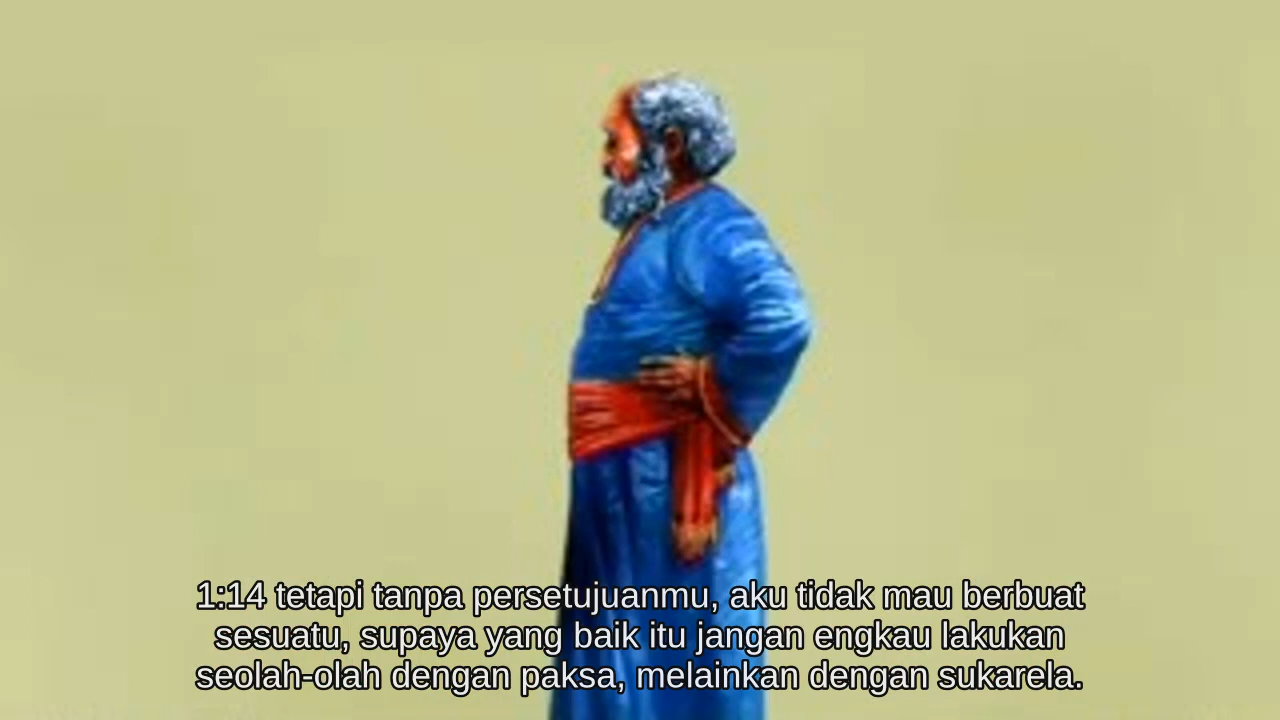 1:14 tetapi tanpa persetujuanmu, aku tidak mau berbuat
sesuatu, supaya yang baik itu jangan engkau lakukan
seolah-olah dengan paksa, melainkan dengan sukarela.